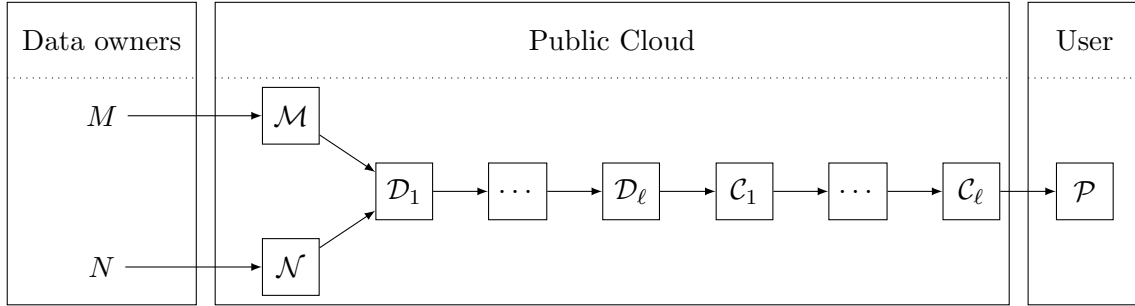 Data owners Public Cloud User
M ℳ
𝒟₁ ⋯ 𝒟ℓ 𝒞₁ ⋯ 𝒞ℓ 𝒫
N 𝒩